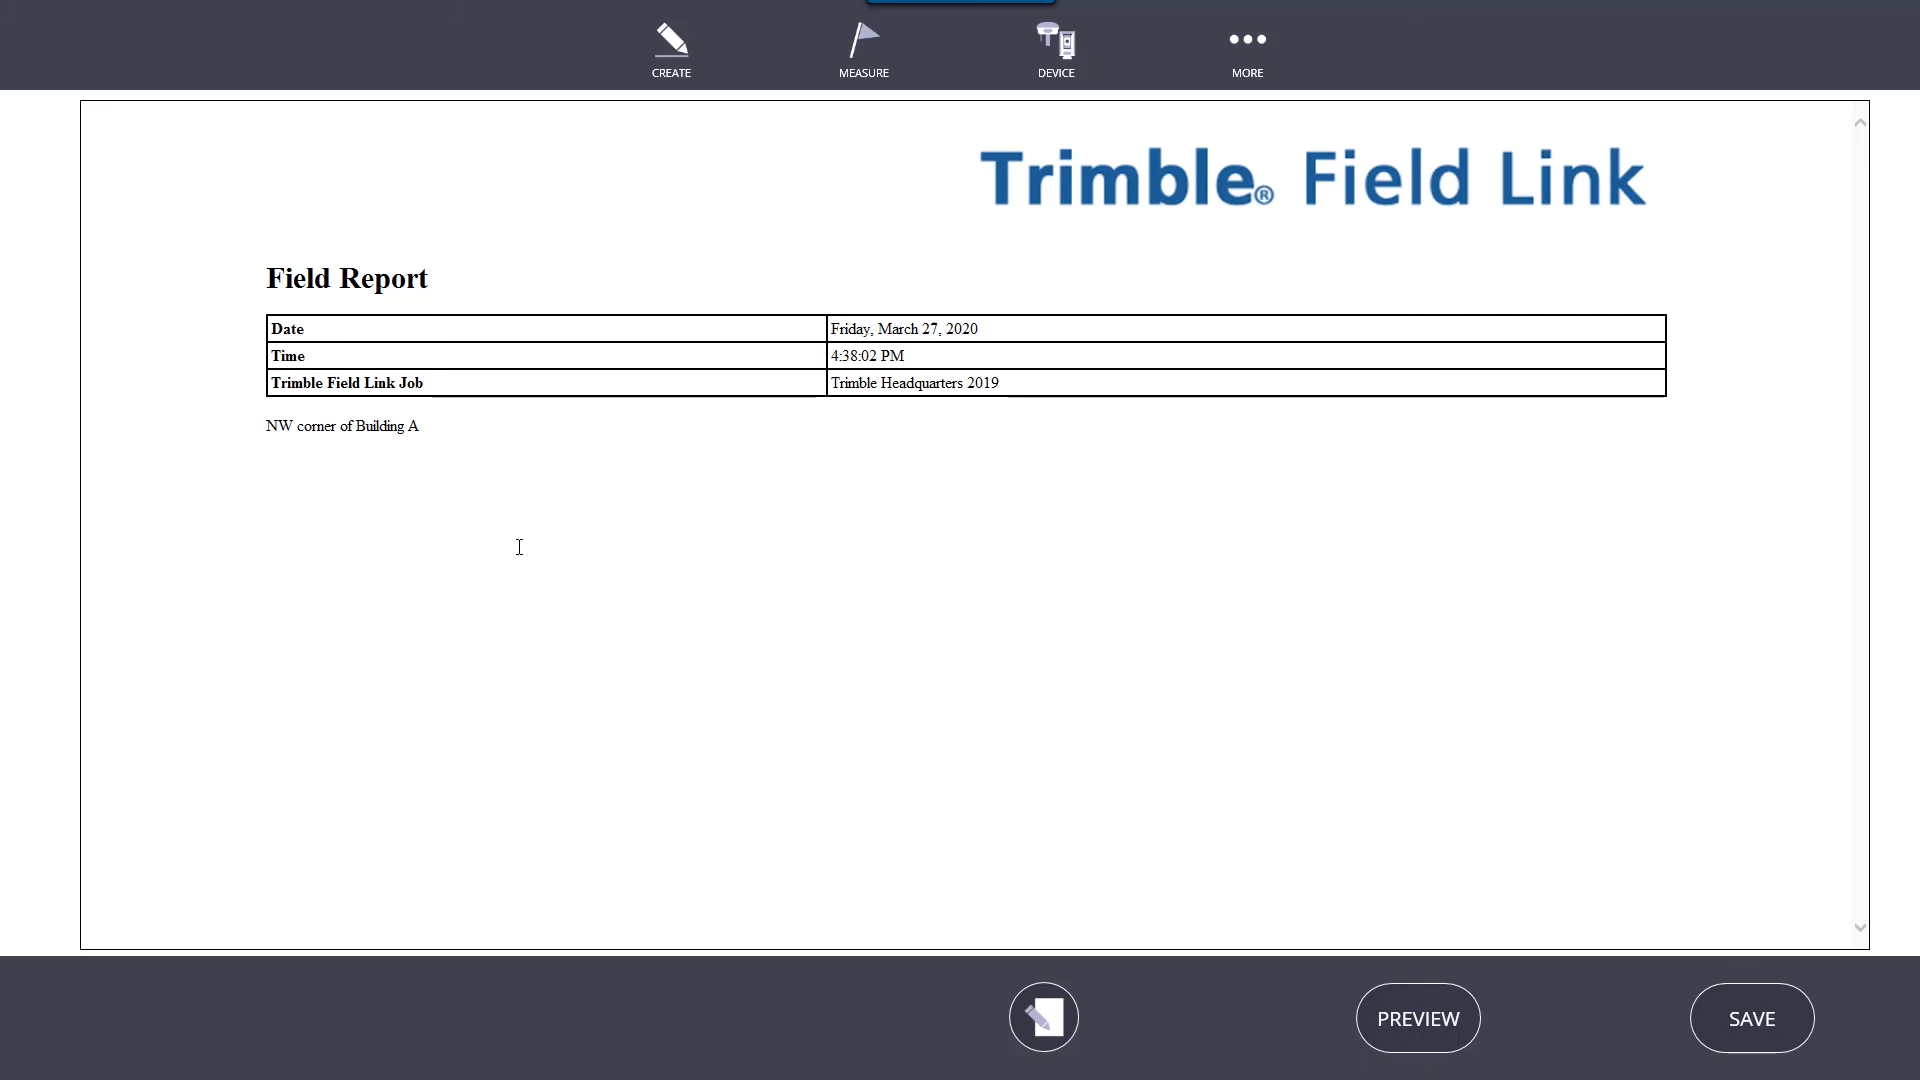 CREATE MEASURE DEVICE MORE
Trimble® Field Link
Field Report
Date Friday, March 27, 2020
Time 4:38:02 PM
Trimble Field Link Job Trimble Headquarters 2019
NW corner of Building A
PREVIEW SAVE